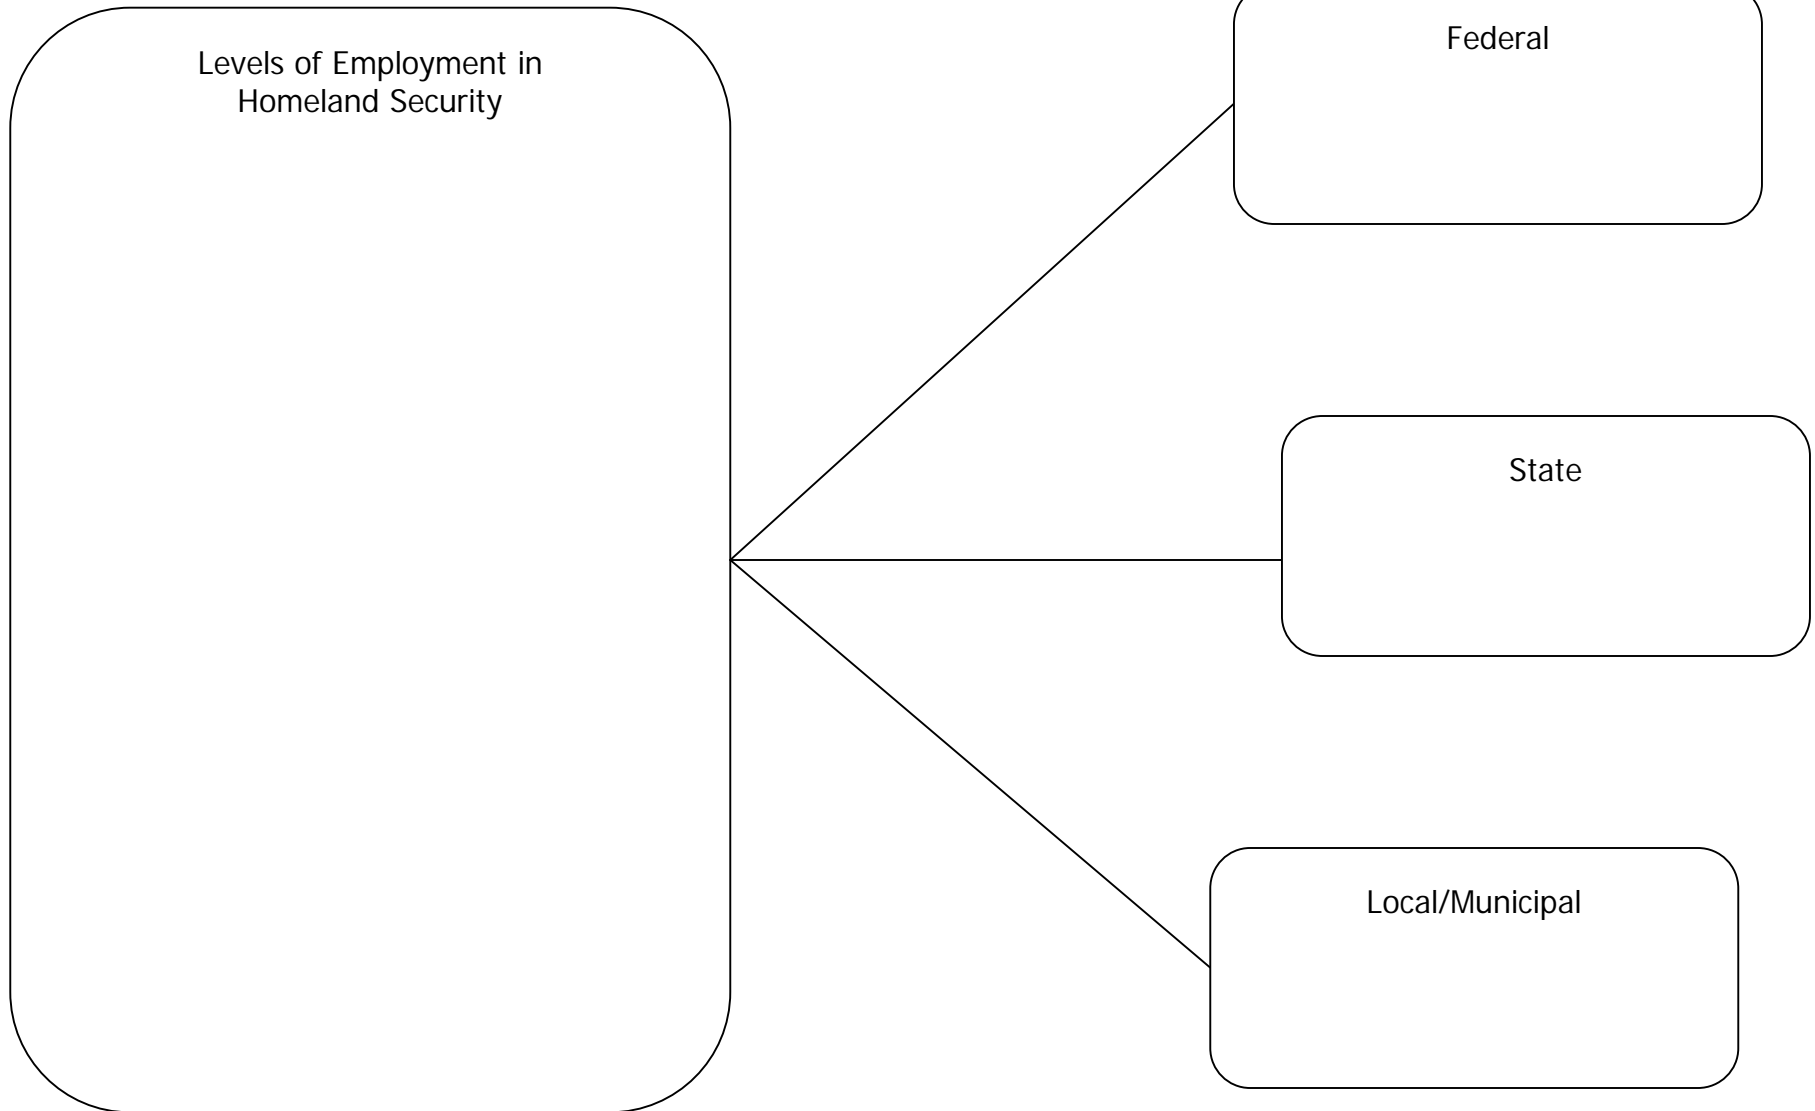 Levels of Employment in
Homeland Security
Federal
State
Local/Municipal